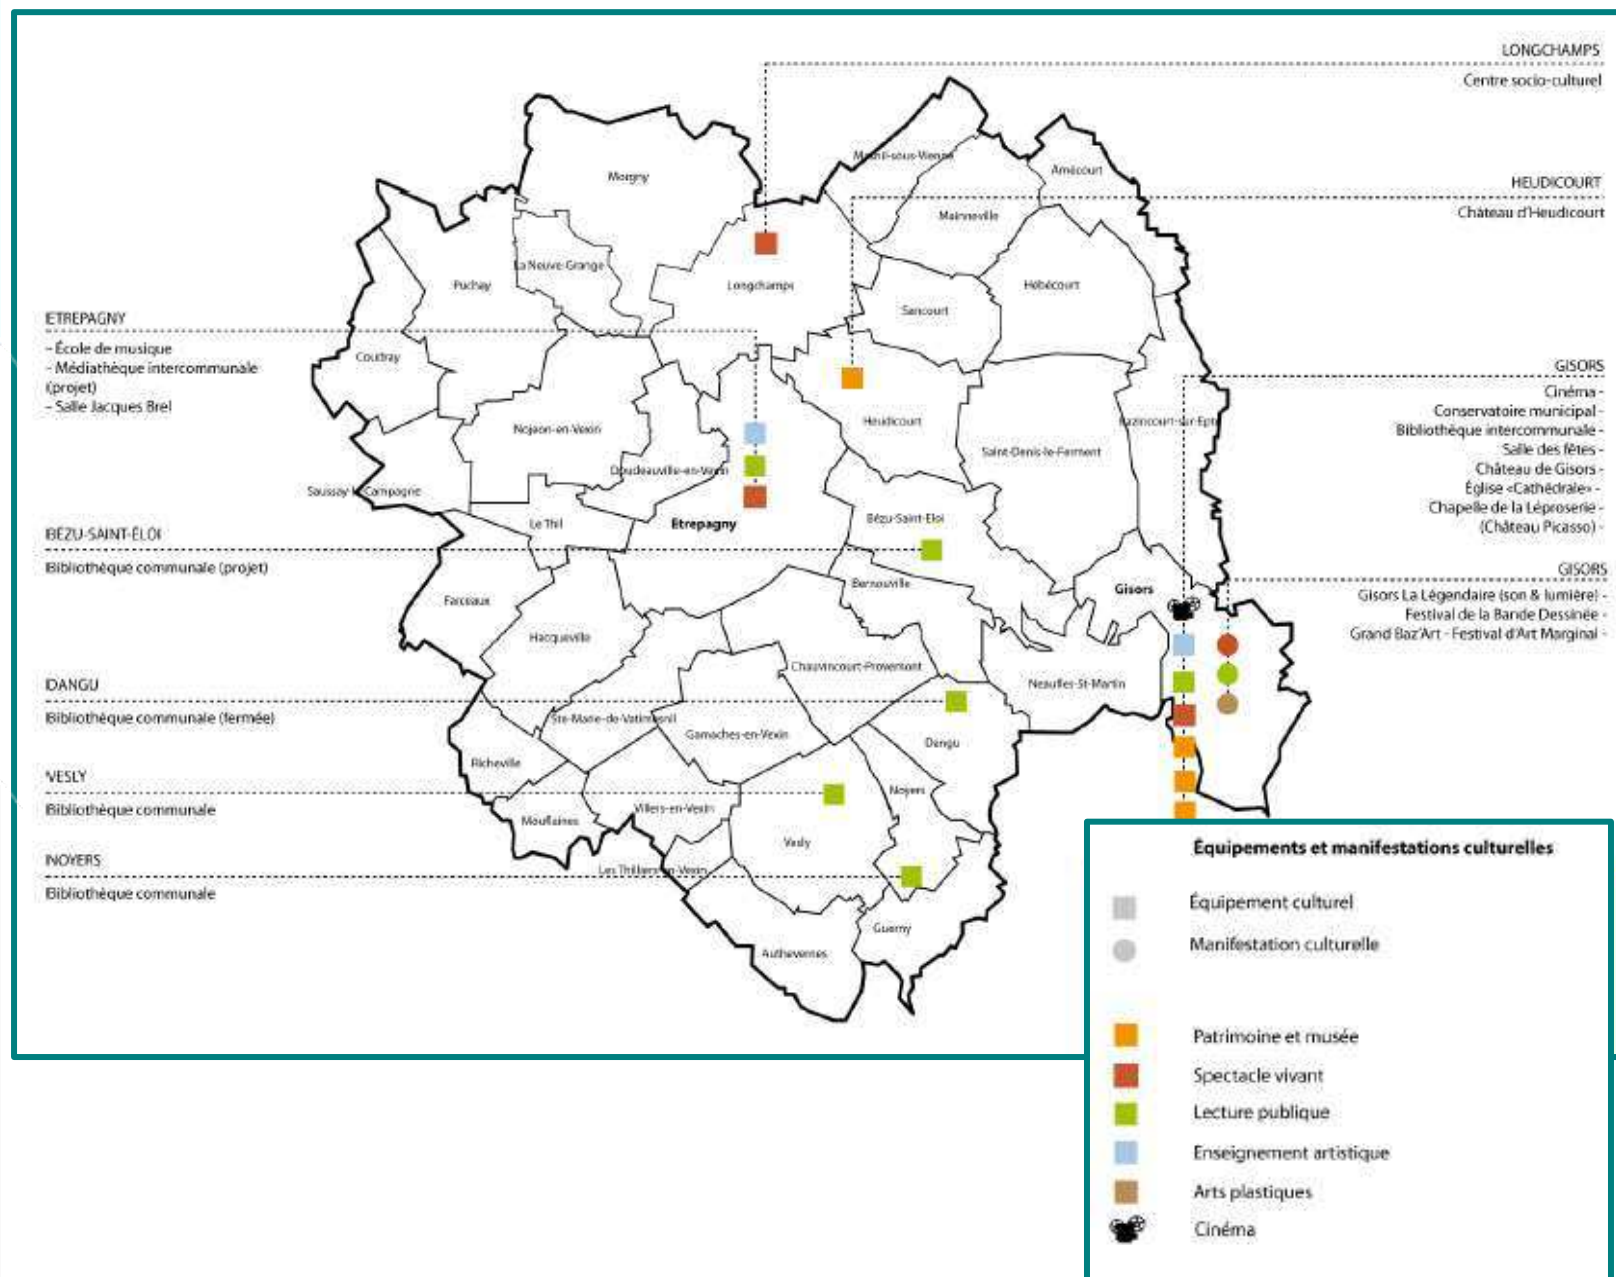 LONGCHAMPS
Centre socio-culturel
HEUDICOURT
Château d'Heudicourt
ETREPAGNY
- École de musique
- Médiathèque intercommunale
(projet)
- Salle Jacques Brel
BÉZU-SAINT-ÉLOI
Bibliothèque communale (projet)
DANGU
Bibliothèque communale (fermée)
VESLY
Bibliothèque communale
NOYERS
Bibliothèque communale
GISORS
Cinéma -
Conservatoire municipal -
Bibliothèque intercommunale -
Salle des fêtes -
Château de Gisors -
Église «Cathédrale» -
Chapelle de la Léproserie -
(Château Picasso) -
GISORS
Gisors La Légendaire (son & lumière) -
Festival de la Bande Dessinée -
Grand Baz'Art - Festival d'Art Marginal -
Morgny
Mesnil-sous-Vienne
Amécourt
Mainneville
La Neuve-Grange
Puchay
Longchamps
Hébécourt
Sancourt
Coudray
Heudicourt
Bazincourt-sur-Epte
Nojeon-en-Vexin
Saint-Denis-le-Ferment
Doudeauville-en-Vexin
Saussay la Campagne
Le Thil
Etrepagny
Bézu-Saint-Eloi
Bernouville
Gisors
Farceaux
Hacqueville
Chauvincourt-Provemont
Neaufles-St-Martin
Ste-Marie-de-Vatimesnil
Gamaches-en-Vexin
Dangu
Richeville
Noyers
Villers-en-Vexin
Mouflaines
Vesly
Les Thilliers-en-Vexin
Guerny
Authevernes
Équipements et manifestations culturelles
Équipement culturel
Manifestation culturelle
Patrimoine et musée
Spectacle vivant
Lecture publique
Enseignement artistique
Arts plastiques
Cinéma